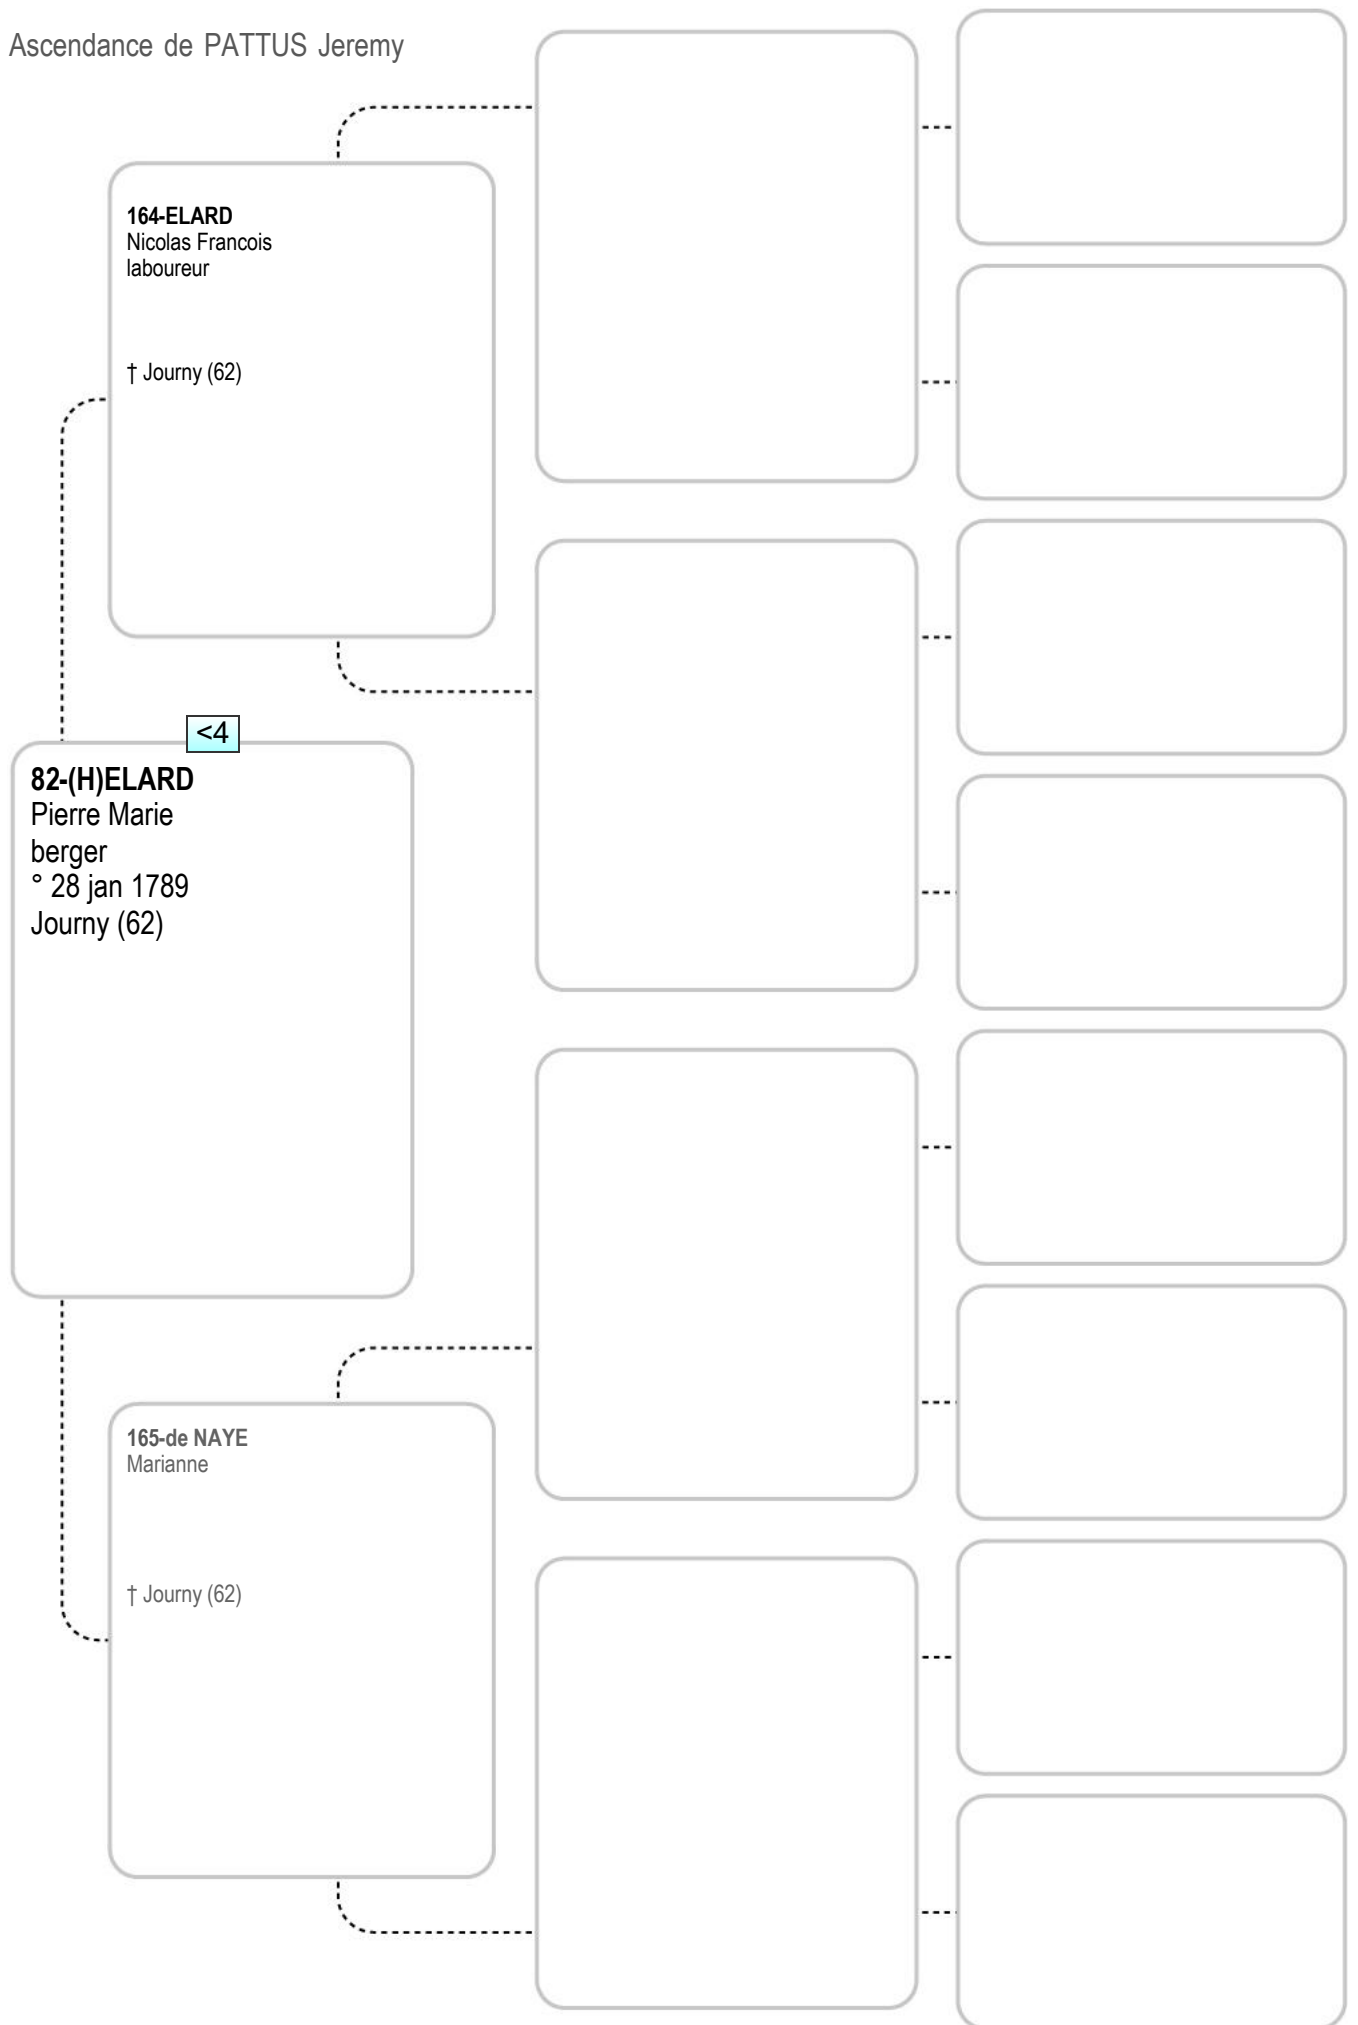 Ascendance de PATTUS Jeremy
164-ELARD
Nicolas Francois
laboureur
† Journy (62)
<4
82-(H)ELARD
Pierre Marie
berger
° 28 jan 1789
Journy (62)
165-de NAYE
Marianne
† Journy (62)